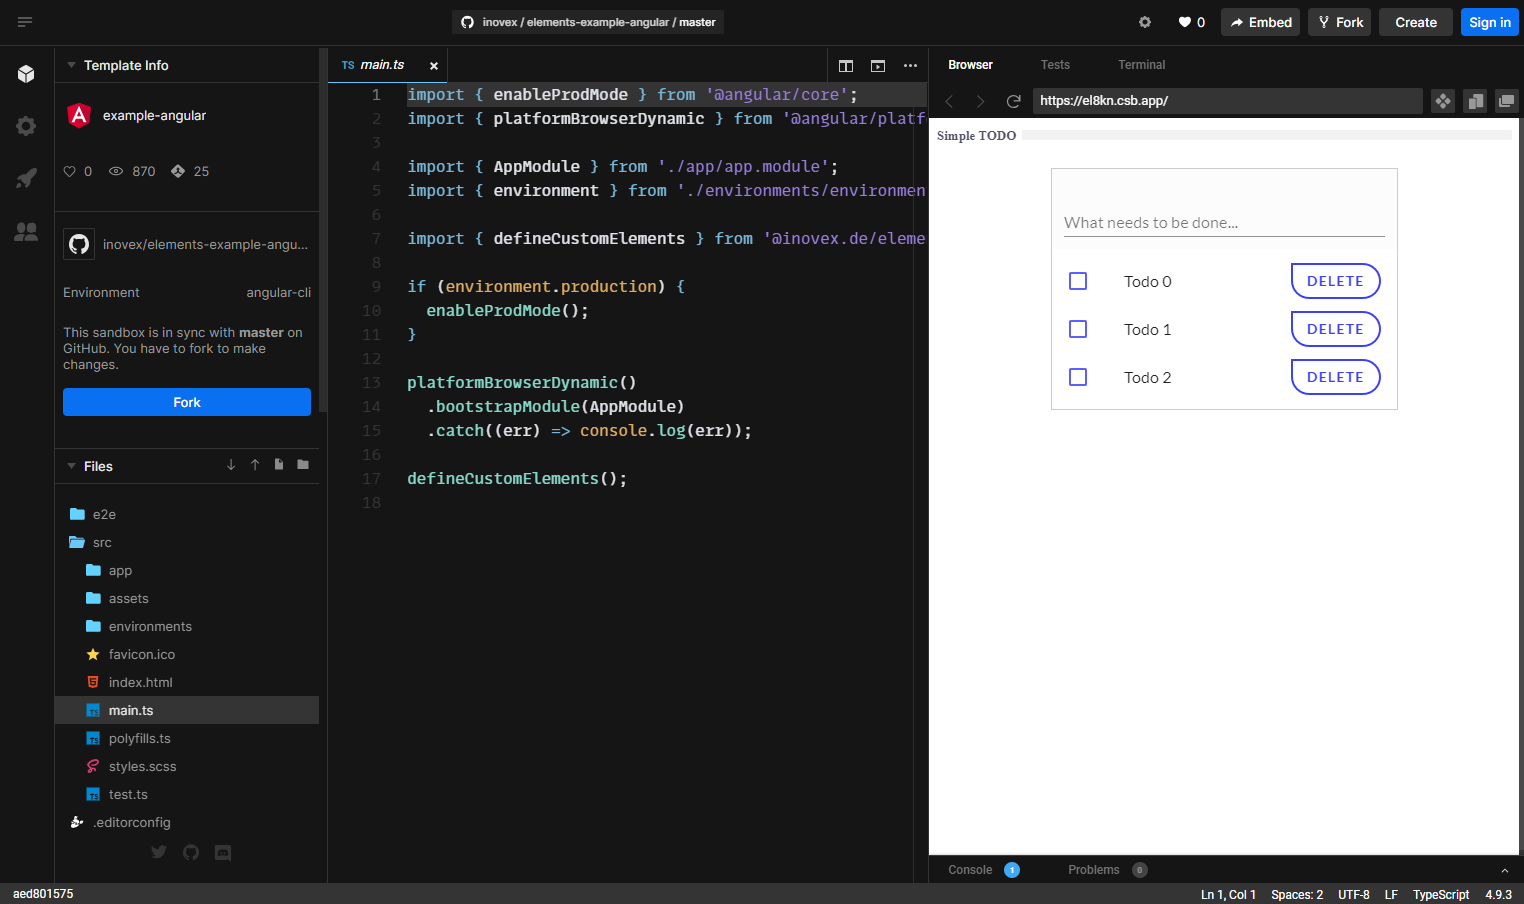 inovex / elements-example-angular / master
0
Embed
Fork
Create
Sign in
Template Info
example-angular
0 870 25
inovex/elements-example-angu...
Environment angular-cli
This sandbox is in sync with master on
GitHub. You have to fork to make
changes.
Fork
Files
e2e
src
app
assets
environments
favicon.ico
index.html
main.ts
polyfills.ts
styles.scss
test.ts
.editorconfig
TS main.ts
1 import { enableProdMode } from '@angular/core';
2 import { platformBrowserDynamic } from '@angular/platf
3
4 import { AppModule } from './app/app.module';
5 import { environment } from './environments/environmen
6
7 import { defineCustomElements } from '@inovex.de/eleme
8
9 if (environment.production) {
10 enableProdMode();
11 }
12
13 platformBrowserDynamic()
14 .bootstrapModule(AppModule)
15 .catch((err) => console.log(err));
16
17 defineCustomElements();
18
Browser Tests Terminal
https://el8kn.csb.app/
Simple TODO
What needs to be done...
Todo 0 DELETE
Todo 1 DELETE
Todo 2 DELETE
Console 1 Problems 0
aed801575
Ln 1, Col 1 Spaces: 2 UTF-8 LF TypeScript 4.9.3